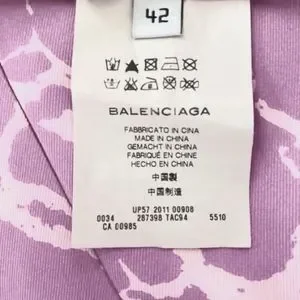 42
BALENCIAGA
FABBRICATO IN CINA
MADE IN CHINA
GEMACHT IN CHINA
FABRIQUÉ EN CHINE
HECHO EN CHINA
中国製
中国制造
UP57 2011 00908
0034 287398 TAC94 5510
CA 00985